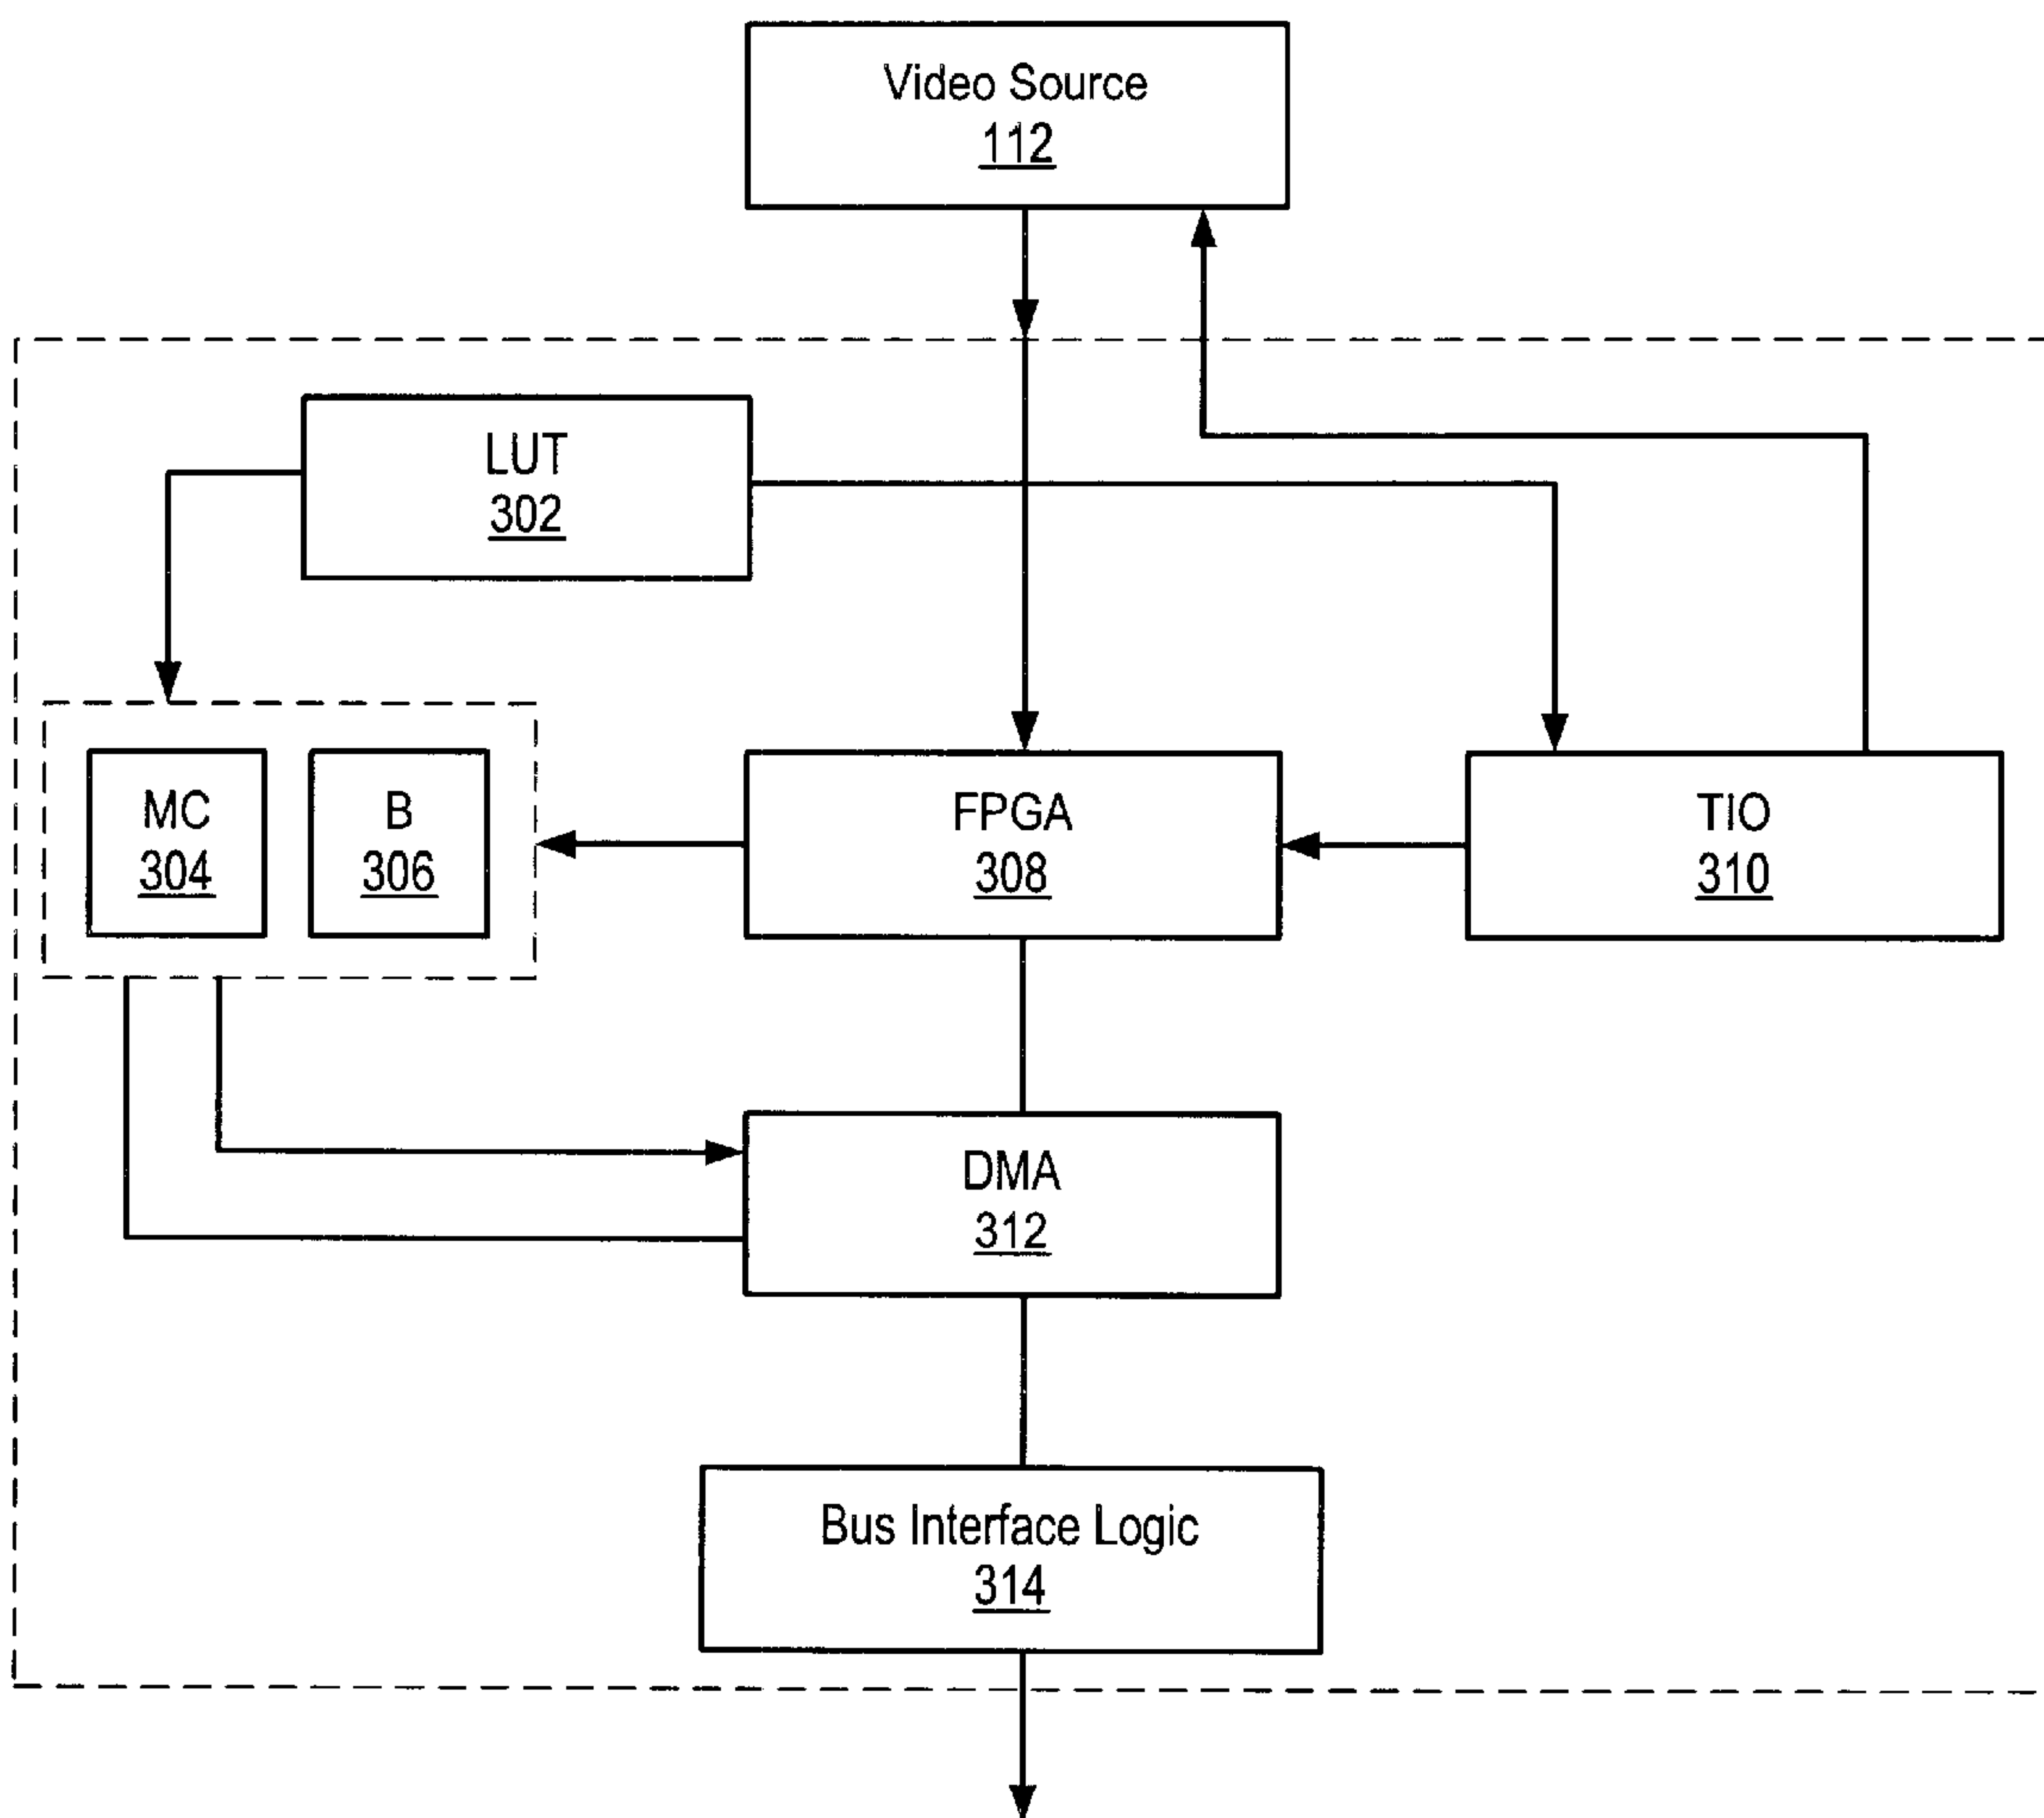 Video Source
112
LUT
302
MC
304
B
306
FPGA
308
TIO
310
DMA
312
Bus Interface Logic
314